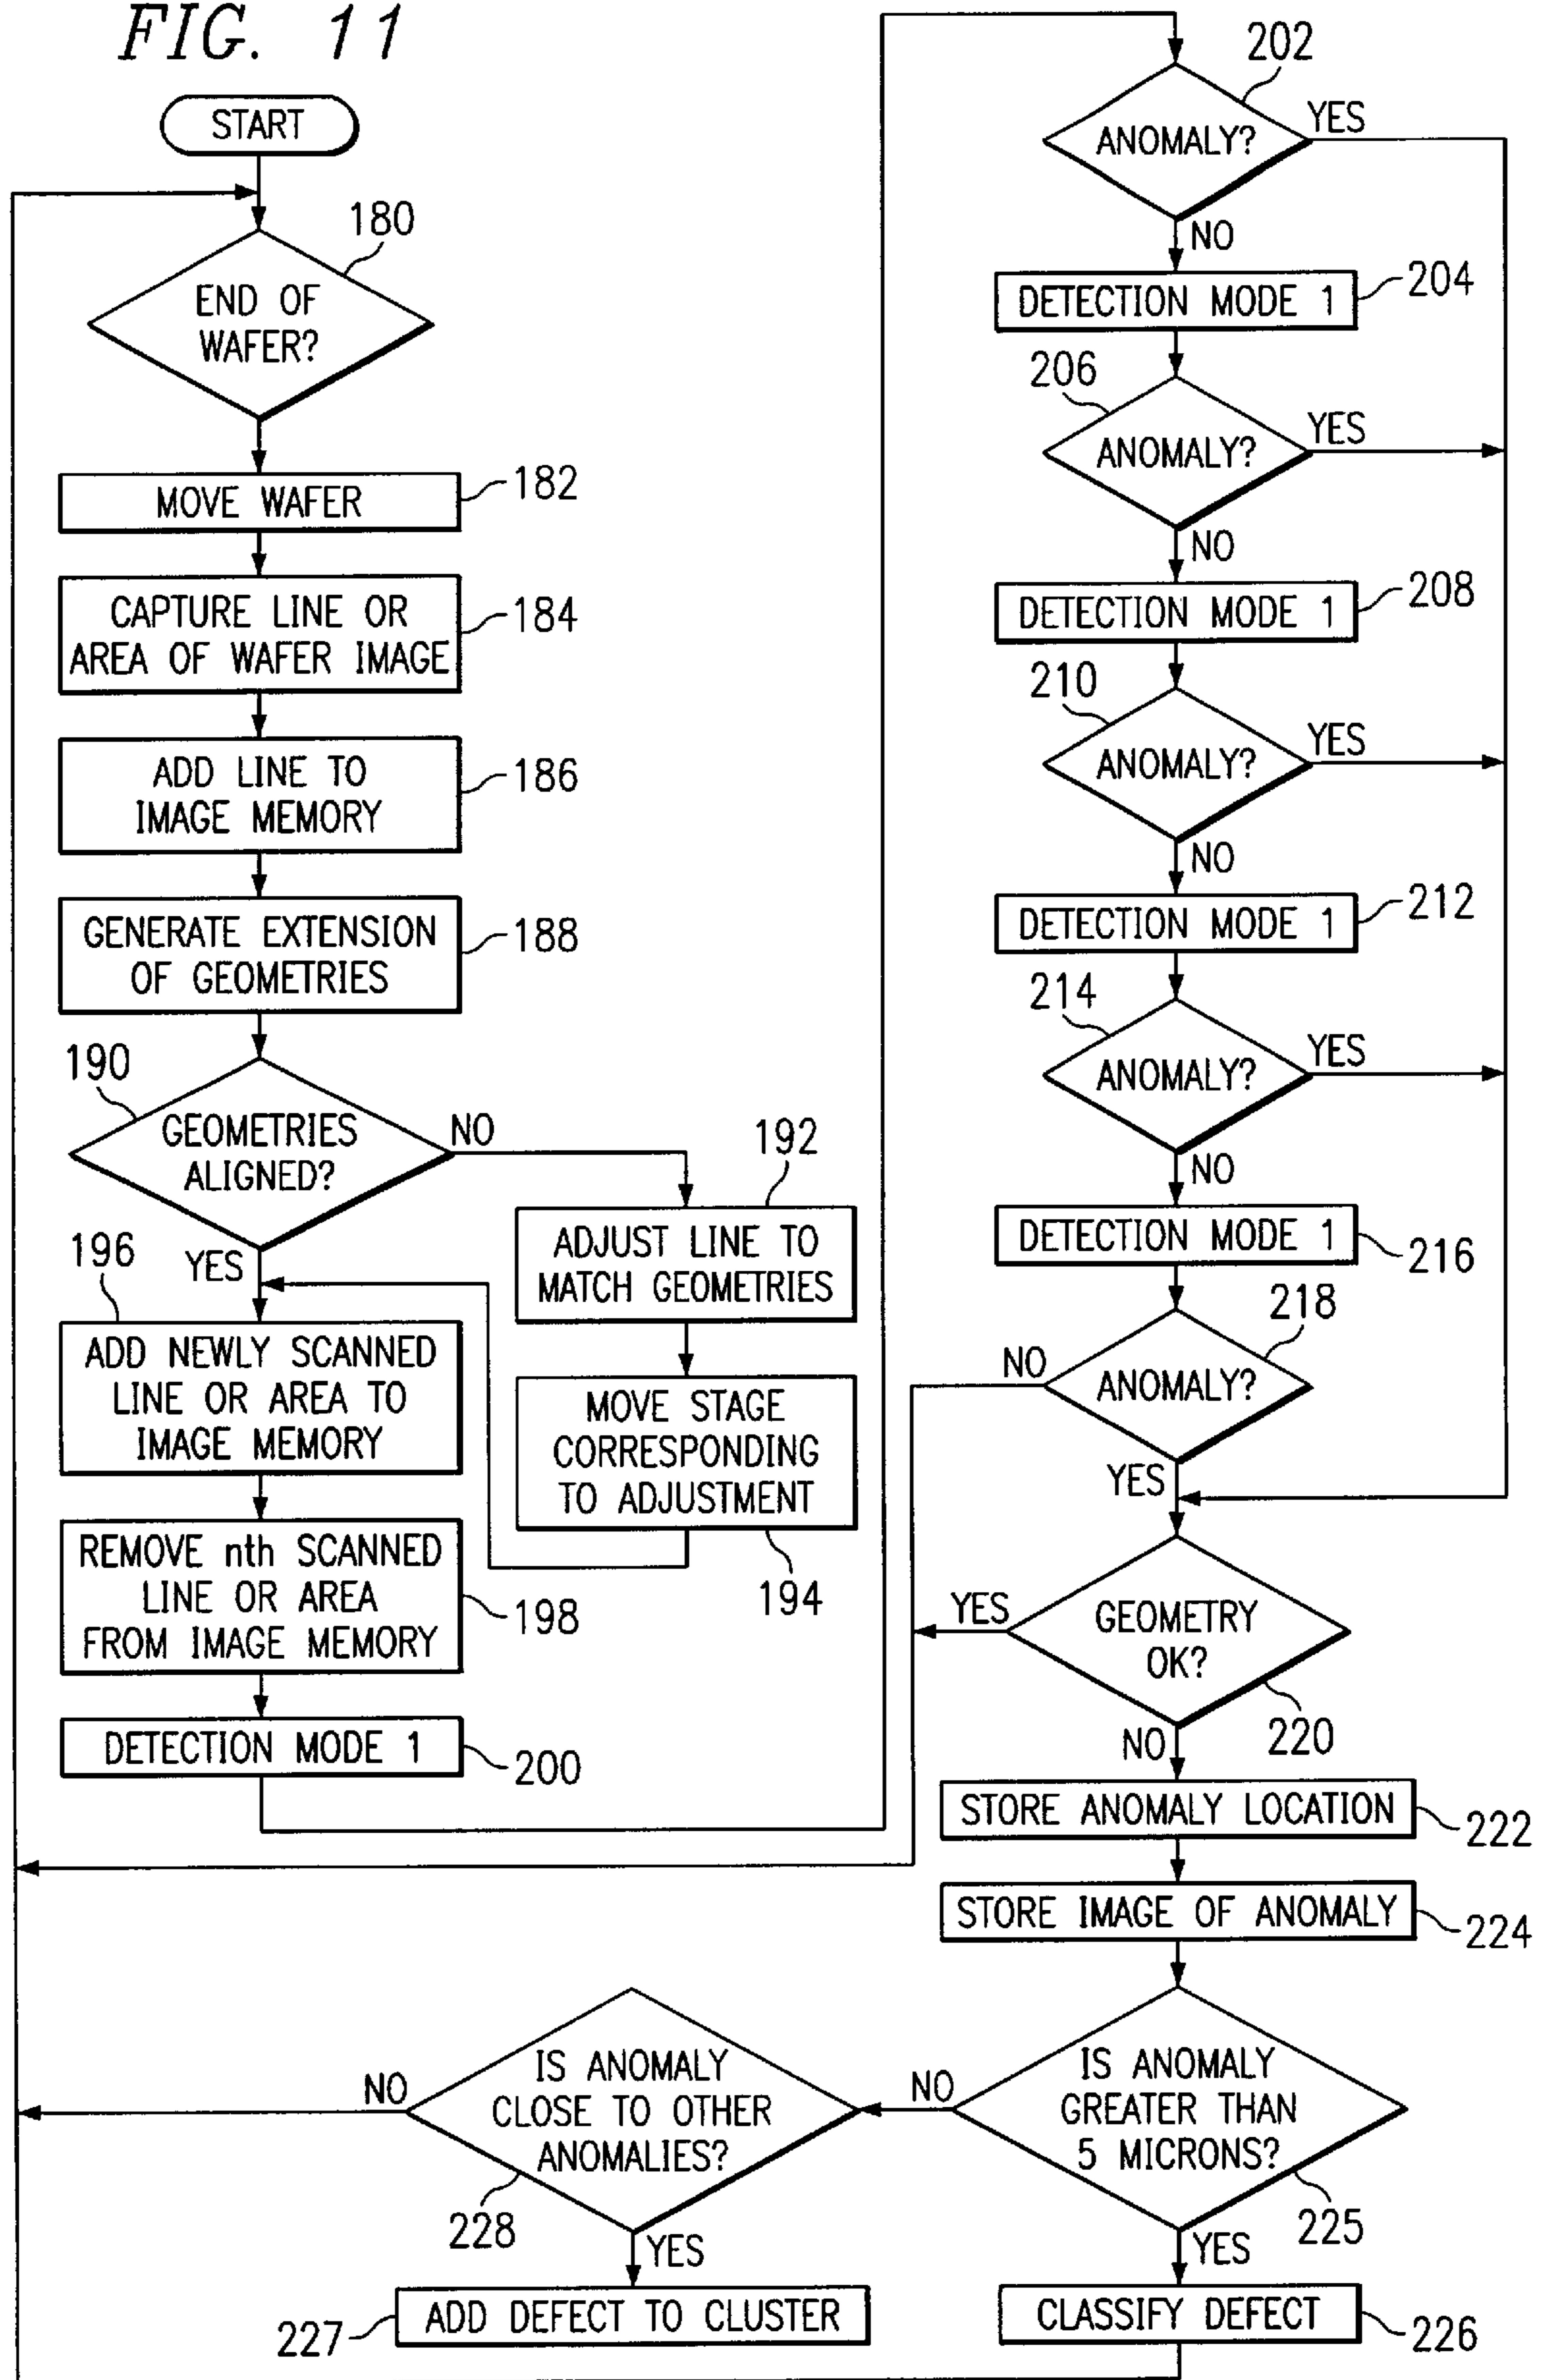 FIG. 11
START
180
END OF
WAFER?
MOVE WAFER
182
CAPTURE LINE OR
AREA OF WAFER IMAGE
184
ADD LINE TO
IMAGE MEMORY
186
GENERATE EXTENSION
OF GEOMETRIES
188
190
GEOMETRIES
ALIGNED?
NO
YES
192
ADJUST LINE TO
MATCH GEOMETRIES
MOVE STAGE
CORRESPONDING
TO ADJUSTMENT
194
196
ADD NEWLY SCANNED
LINE OR AREA TO
IMAGE MEMORY
REMOVE nth SCANNED
LINE OR AREA
FROM IMAGE MEMORY
198
DETECTION MODE 1
200
202
ANOMALY?
YES
NO
DETECTION MODE 1
204
206
ANOMALY?
YES
NO
DETECTION MODE 1
208
210
ANOMALY?
YES
NO
DETECTION MODE 1
212
214
ANOMALY?
YES
NO
DETECTION MODE 1
216
218
NO
ANOMALY?
YES
YES
GEOMETRY
OK?
220
NO
STORE ANOMALY LOCATION
222
STORE IMAGE OF ANOMALY
224
IS ANOMALY
GREATER THAN
5 MICRONS?
225
NO
YES
IS ANOMALY
CLOSE TO OTHER
ANOMALIES?
228
NO
YES
ADD DEFECT TO CLUSTER
227
CLASSIFY DEFECT
226